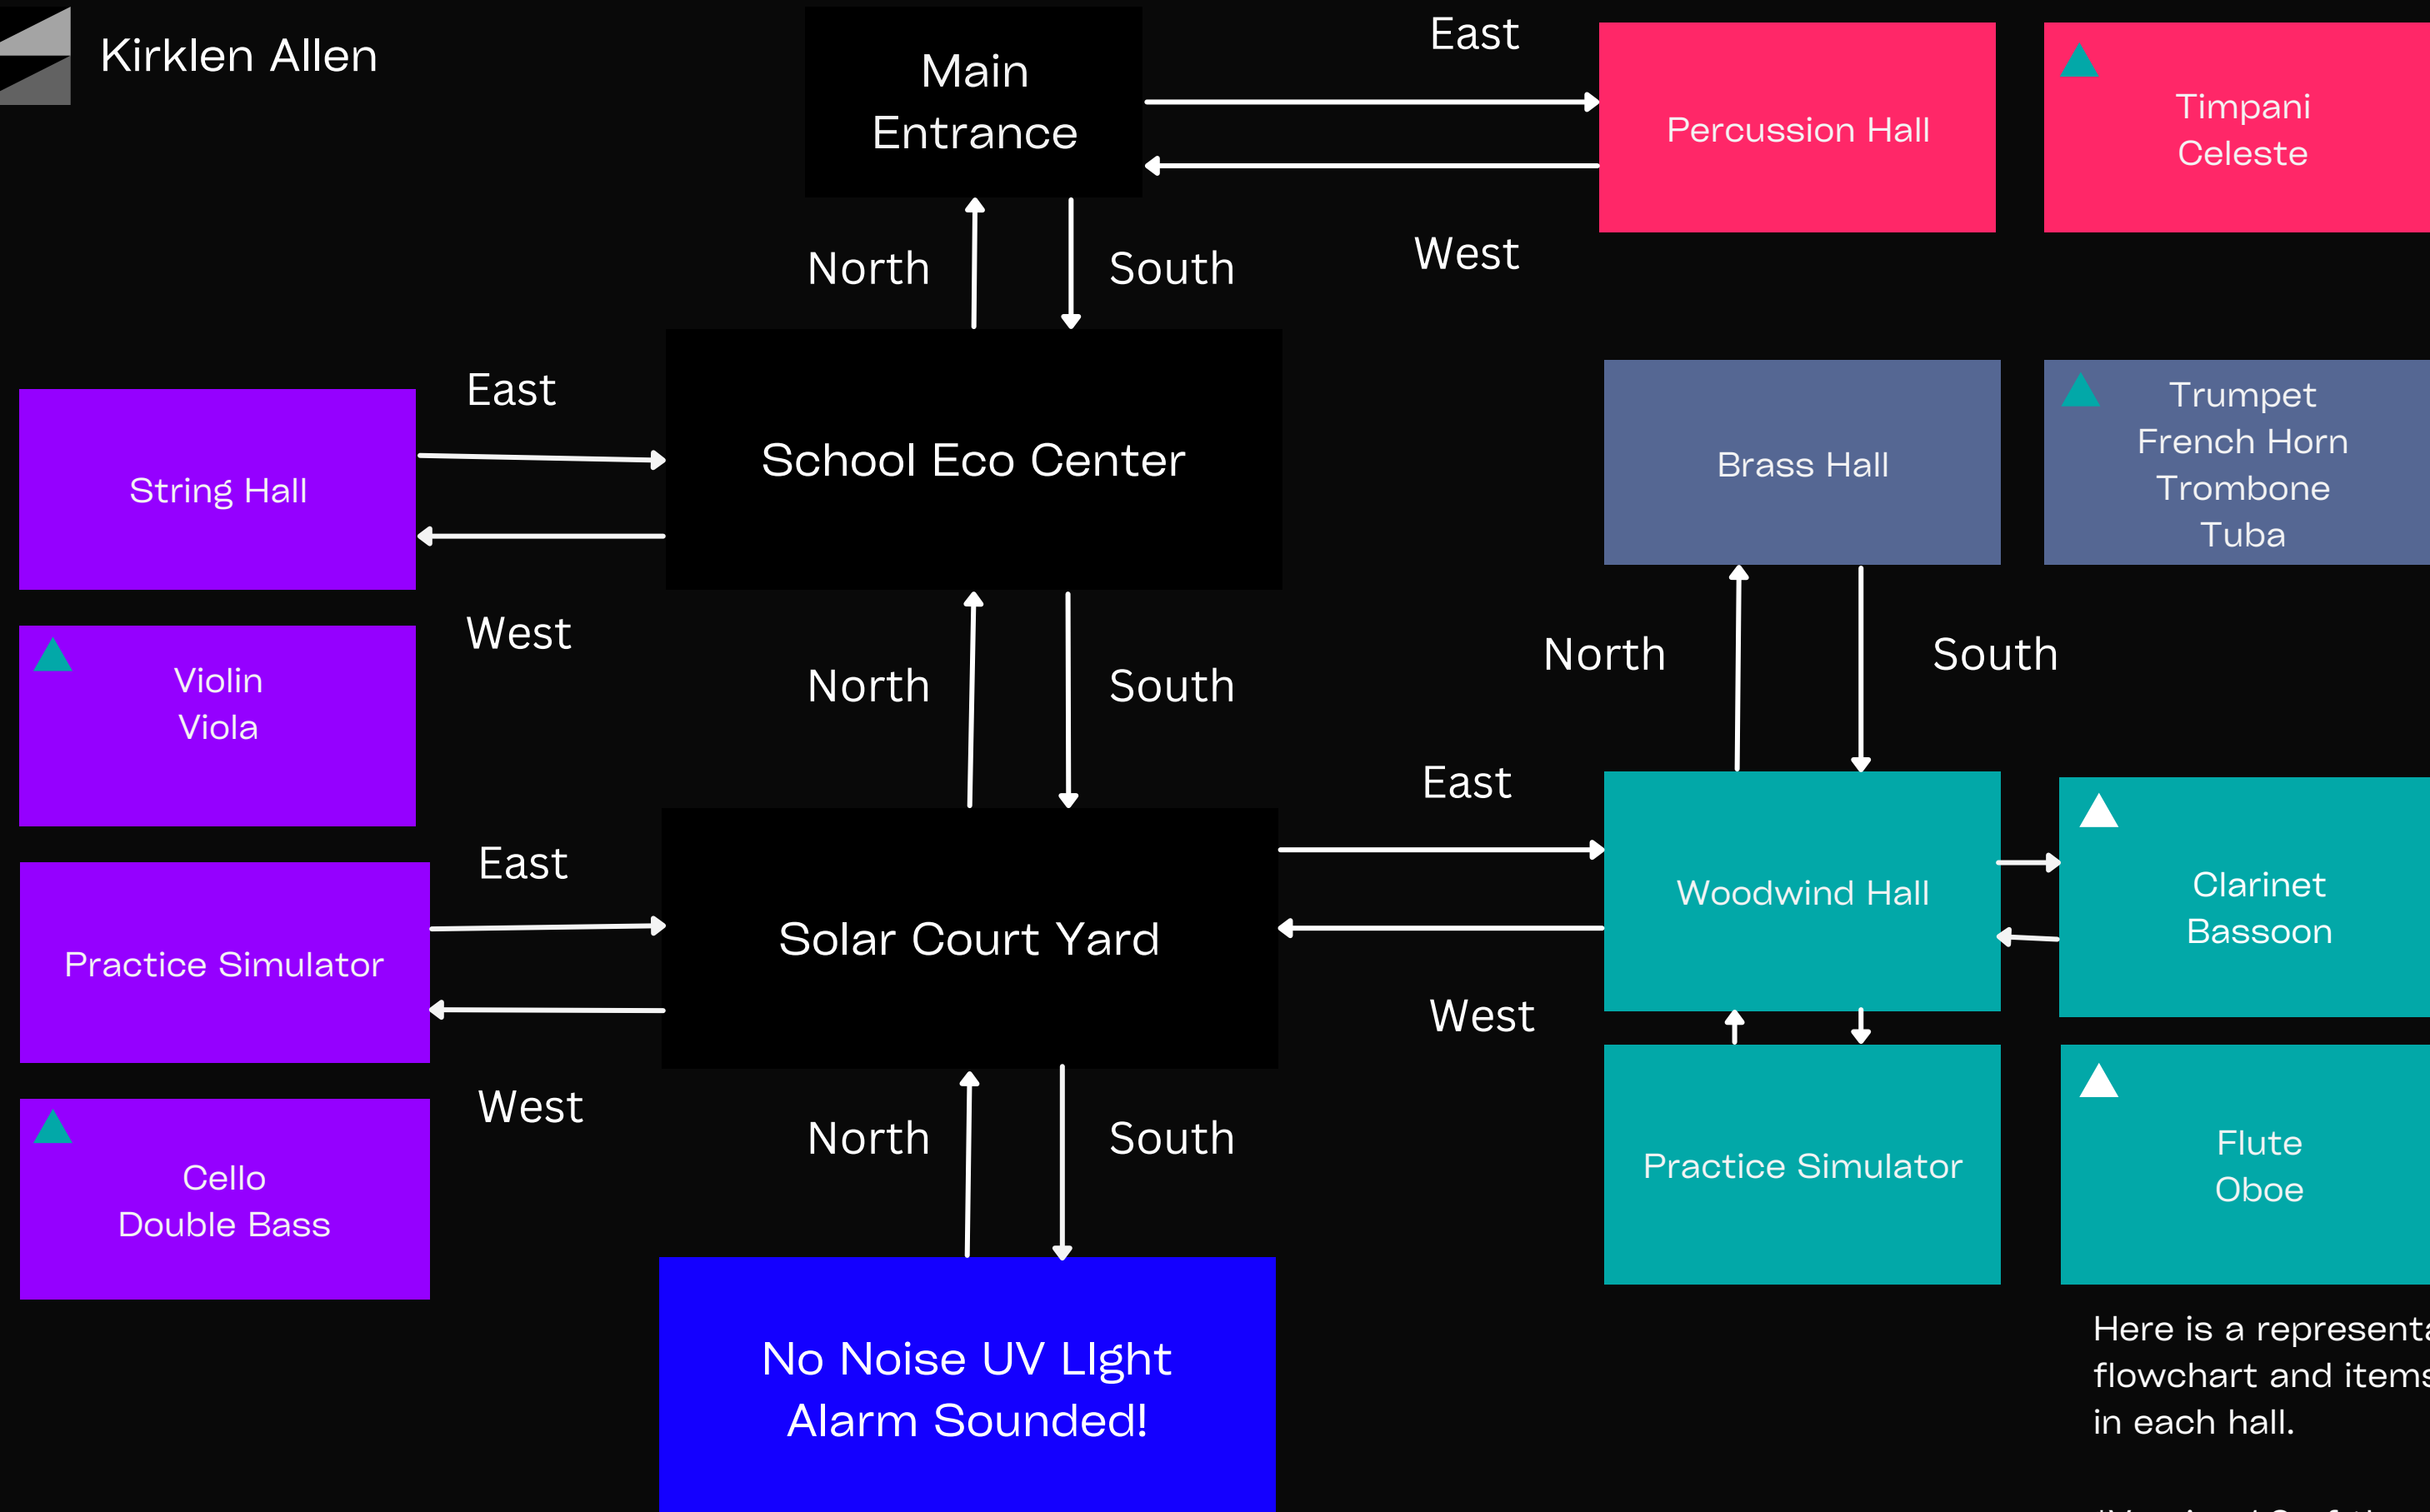 Kirklen Allen
Main
Entrance
East
West
Percussion Hall
Timpani
Celeste
North
South
String Hall
East
West
School Eco Center
Brass Hall
Trumpet
French Horn
Trombone
Tuba
Violin
Viola
North
South
North
South
Practice Simulator
East
West
Solar Court Yard
East
West
Woodwind Hall
Clarinet
Bassoon
Cello
Double Bass
North
South
Practice Simulator
Flute
Oboe
No Noise UV LIght
Alarm Sounded!
Here is a
flowchart and items
in each hall.